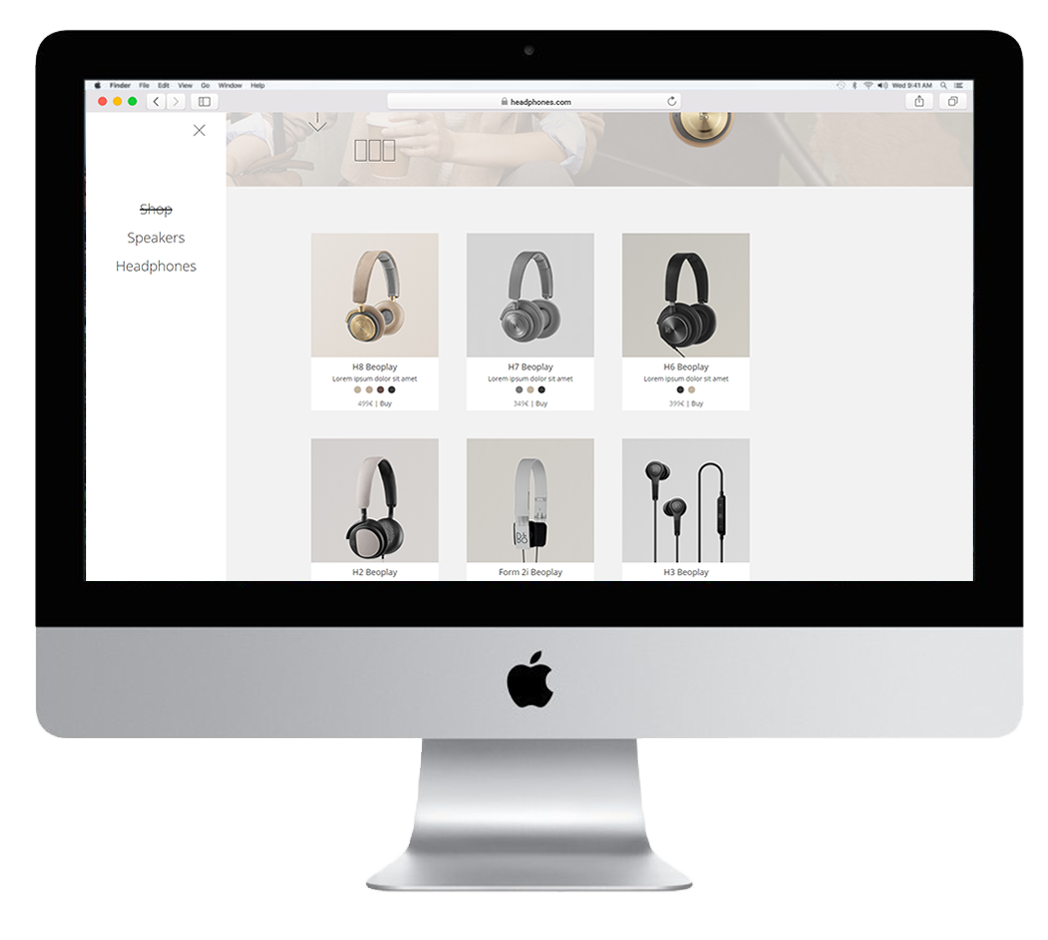 Finder File Edit View Go Window Help
Wed 9:41 AM
headphones.com
Shop
Speakers
Headphones
H8 Beoplay
Lorem ipsum dolor sit amet
499€ | Buy
H7 Beoplay
Lorem ipsum dolor sit amet
349€ | Buy
H6 Beoplay
Lorem ipsum dolor sit amet
399€ | Buy
H2 Beoplay
Form 2i Beoplay
H3 Beoplay